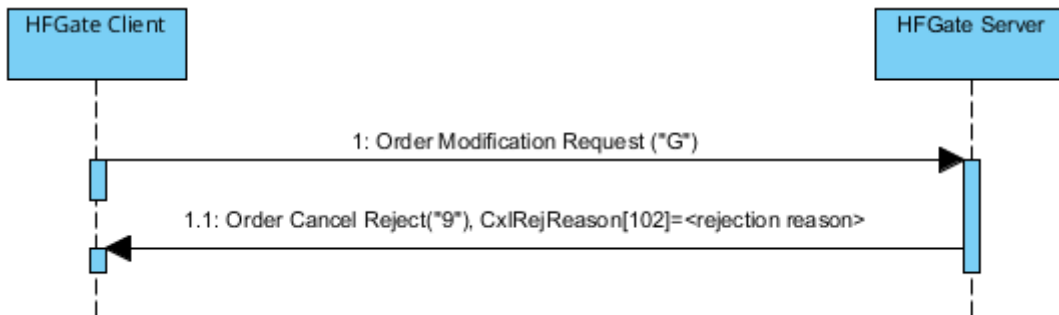 HFGate Client
HFGate Server
1: Order Modification Request ("G")
1.1: Order Cancel Reject("9"), CxlRejReason[102]=<rejection reason>